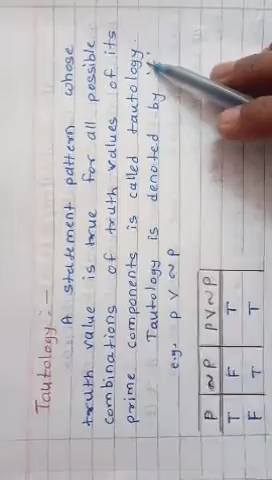 Tautology :-
A statement pattern whose
truth value is true for all possible
combinations of truth values of its
prime components is called tautology.
Tautology is denoted by
e.g. p ∨ ~p
P ~P P∨~P
T F T
F T T